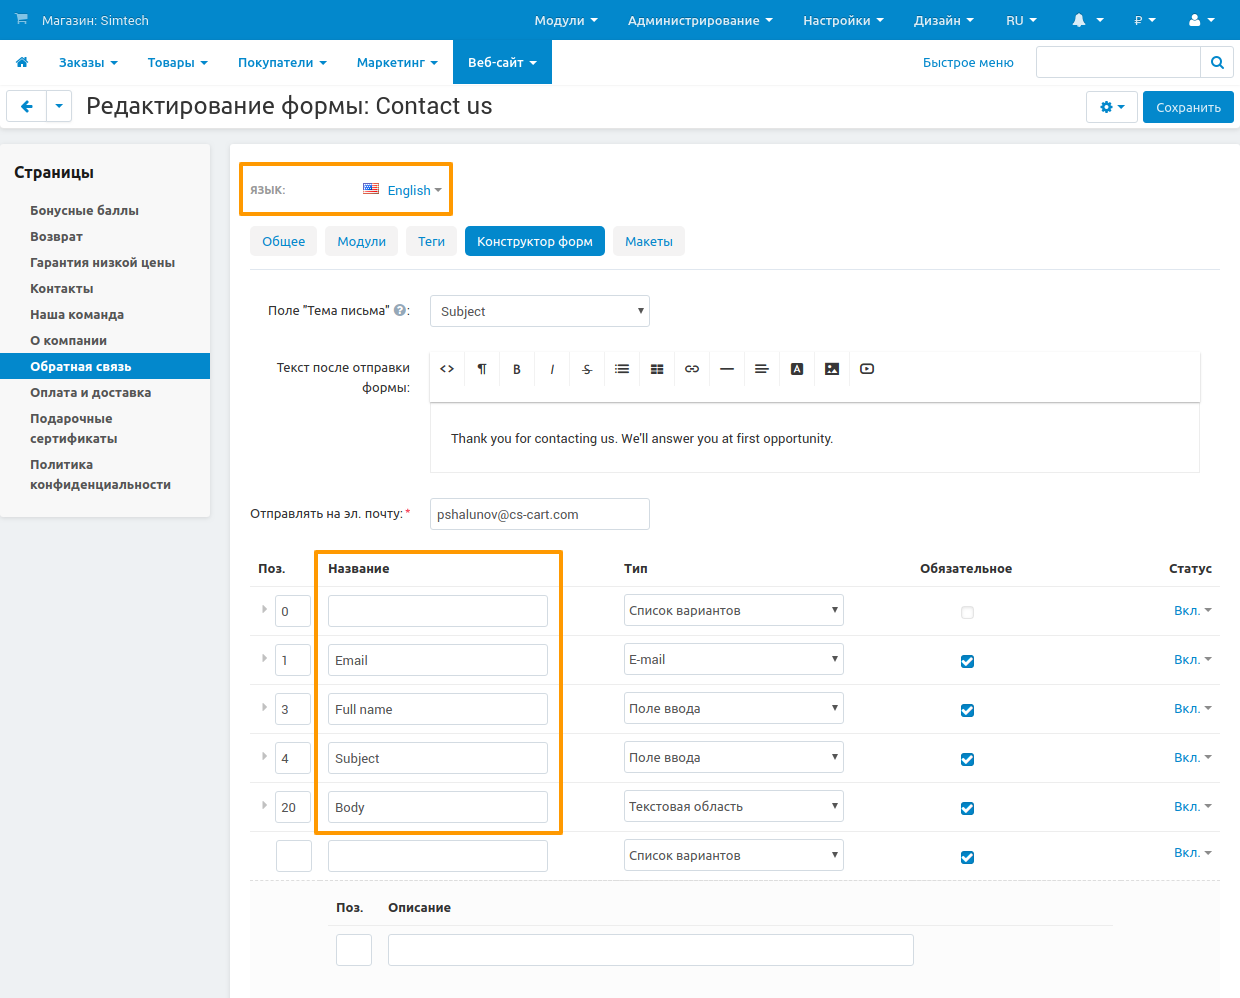 Магазин: Simtech
Модули Администрирование Настройки Дизайн RU ₽
Заказы Товары Покупатели Маркетинг Веб-сайт Быстрое меню
Редактирование формы: Contact us Сохранить
Страницы
Бонусные баллы
Возврат
Гарантия низкой цены
Контакты
Наша команда
О компании
Обратная связь
Оплата и доставка
Подарочные
сертификаты
Политика
конфиденциальности
ЯЗЫК: English
Общее Модули Теги Конструктор форм Макеты
Поле "Тема письма" ?: Subject
Текст после отправки
формы:
<> ¶ B I S A
Thank you for contacting us. We'll answer you at first opportunity.
Отправлять на эл. почту:* pshalunov@cs-cart.com
Поз. Название Тип Обязательное Статус
0 Список вариантов Вкл.
1 Email E-mail Вкл.
3 Full name Поле ввода Вкл.
4 Subject Поле ввода Вкл.
20 Body Текстовая область Вкл.
Список вариантов Вкл.
Поз. Описание